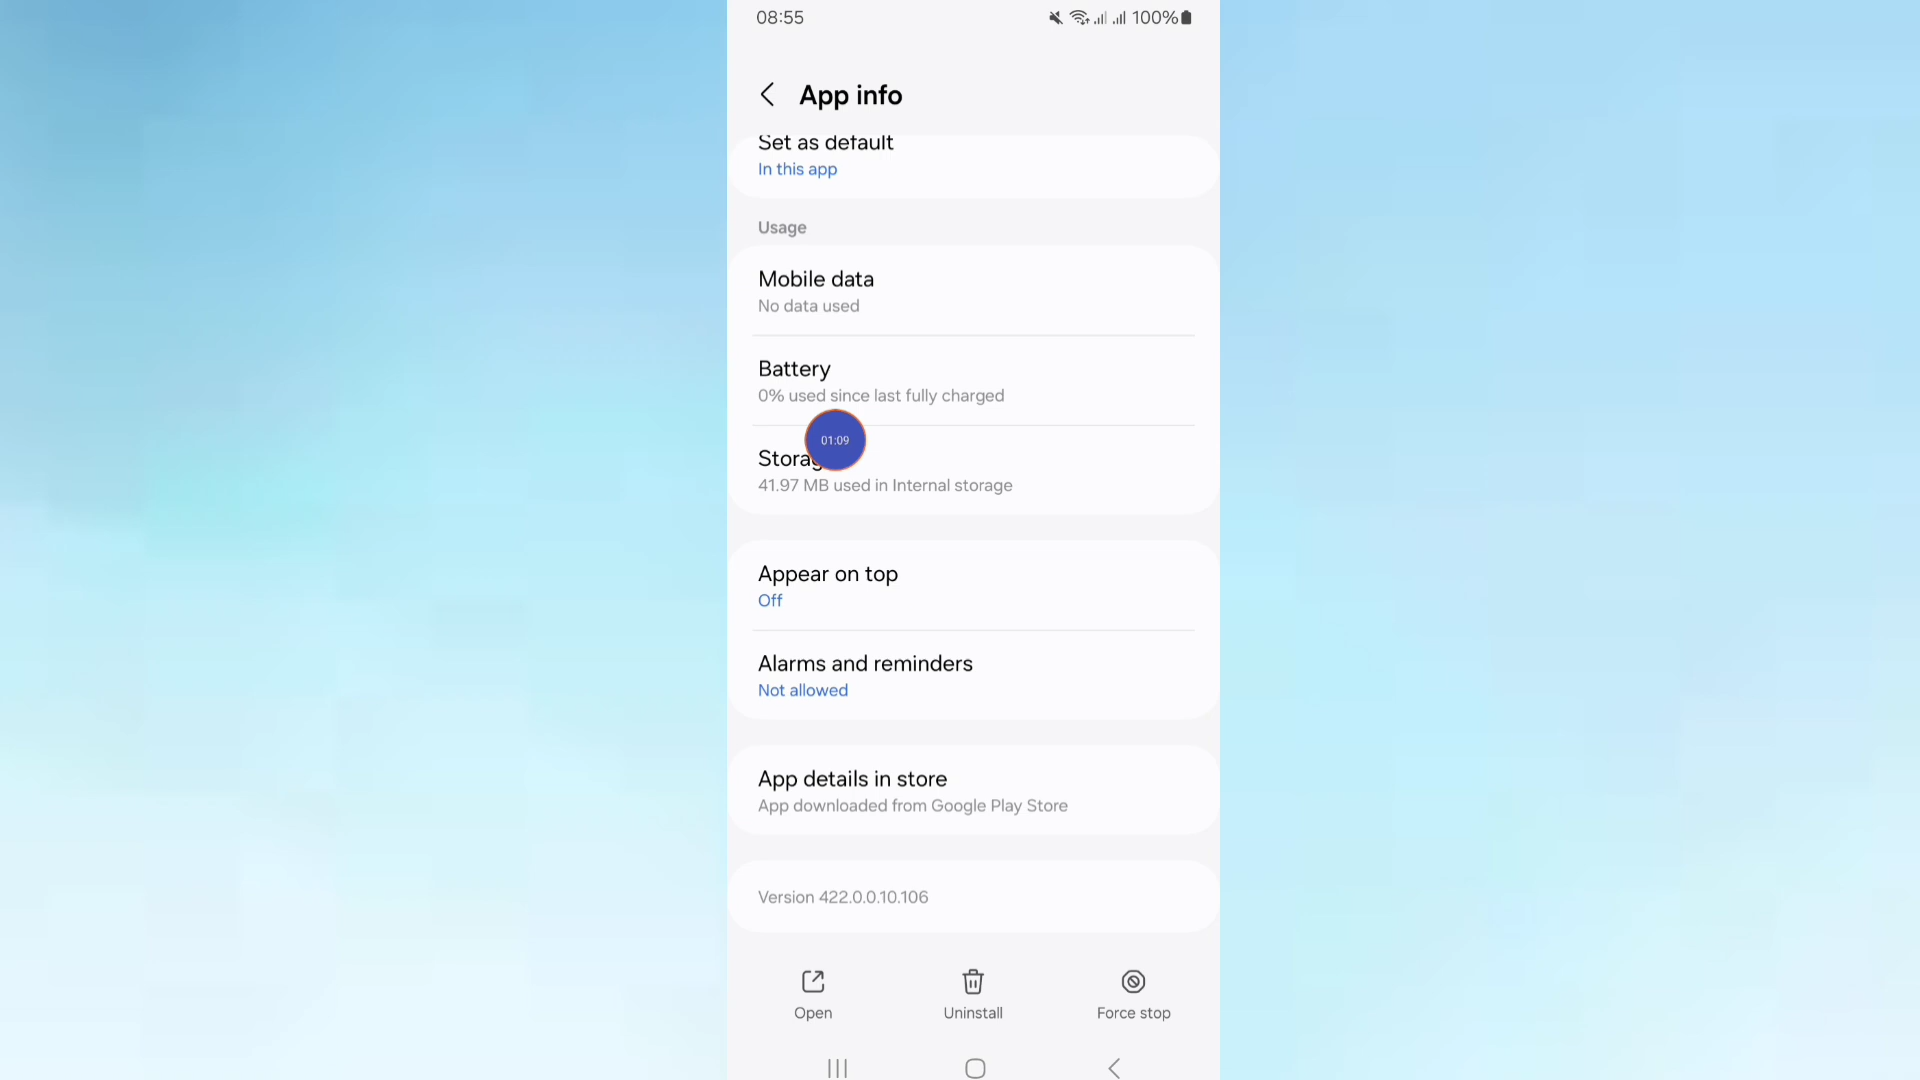 08:55
100%
App info
Set as default
In this app
Usage
Mobile data
No data used
Battery
0% used since last fully charged
01:09
Storag
41.97 MB used in Internal storage
Appear on top
Off
Alarms and reminders
Not allowed
App details in store
App downloaded from Google Play Store
Version 422.0.0.10.106
Open
Uninstall
Force stop